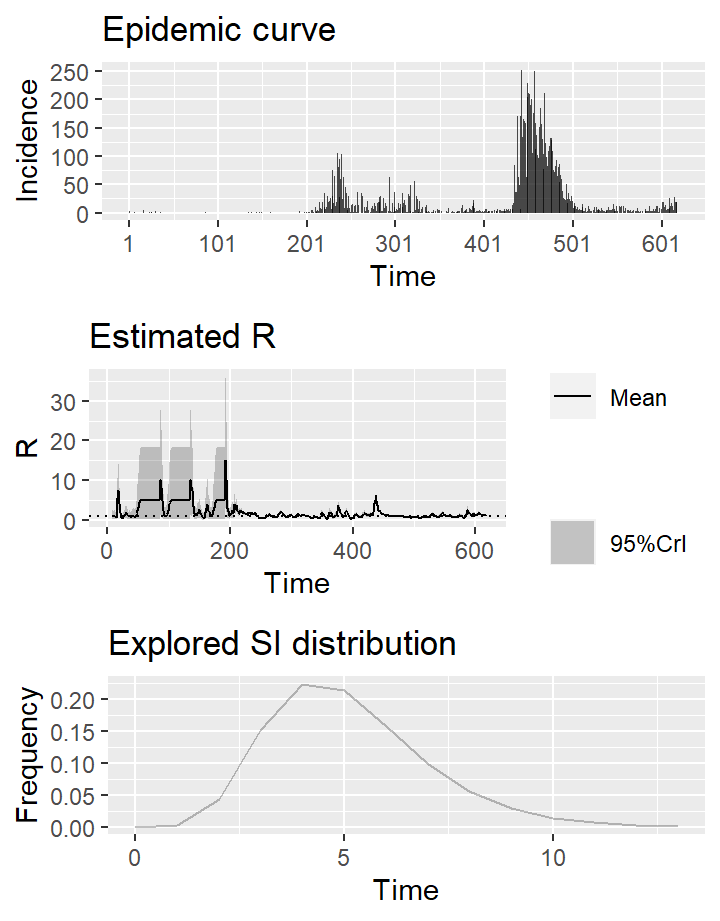 Epidemic curve
Incidence
250
200
150
100
50
0
1 101 201 301 401 501 601
Time
Estimated R
R
30
20
10
0
0 200 400 600
Time
Mean
95%CrI
Explored SI distribution
Frequency
0.20
0.15
0.10
0.05
0.00
0 5 10
Time